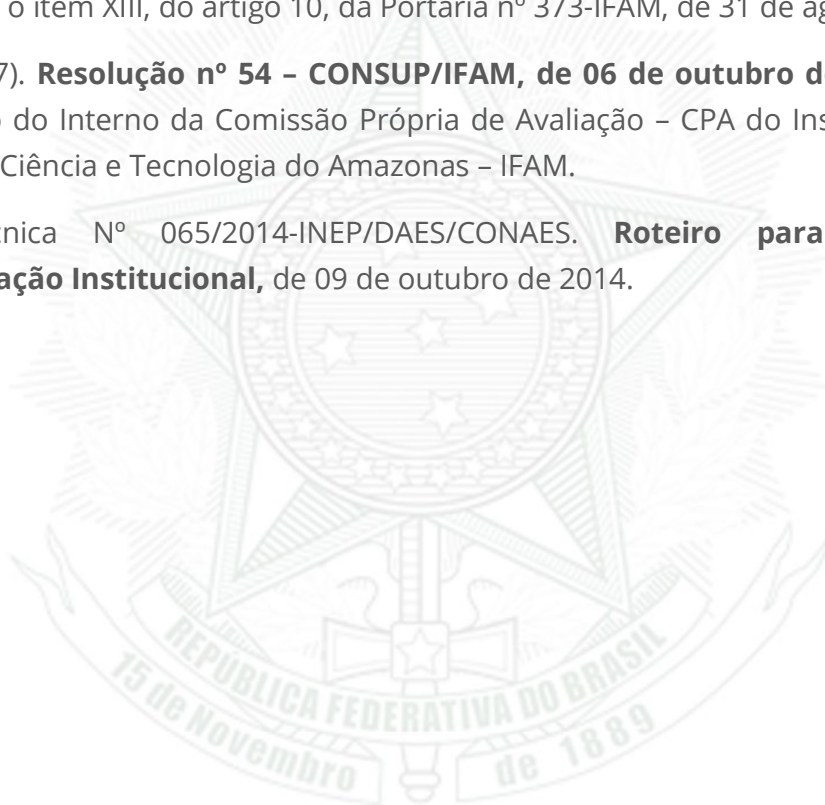 o item XIII, do artigo 10, da Portaria nº 373-IFAM, de 31 de ag
7). Resolução nº 54 – CONSUP/IFAM, de 06 de outubro d
do Interno da Comissão Própria de Avaliação – CPA do Ins
Ciência e Tecnologia do Amazonas – IFAM.
cnica Nº 065/2014-INEP/DAES/CONAES. Roteiro para
ação Institucional, de 09 de outubro de 2014.
REPÚBLICA FEDERATIVA DO BRASIL
15 de Novembro de 1889